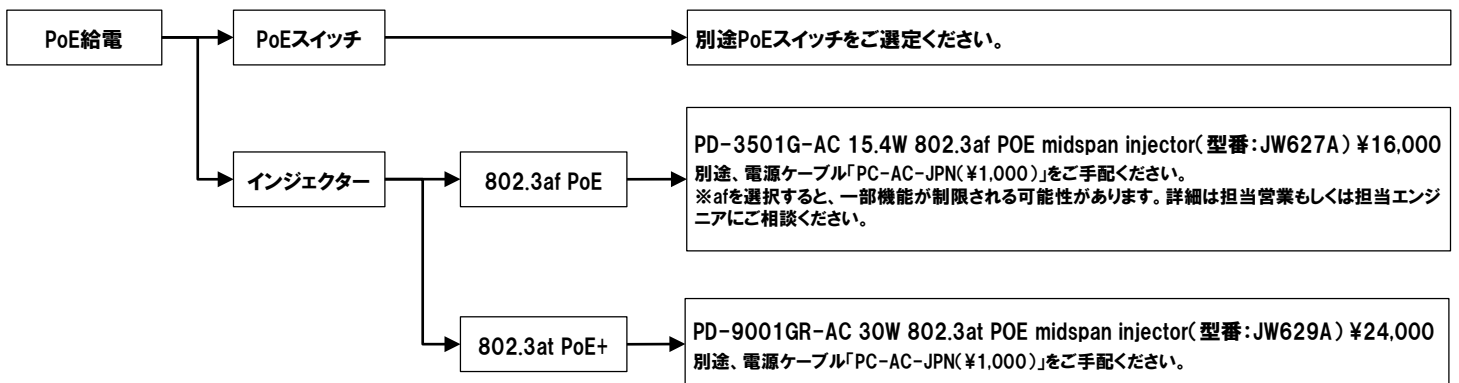 PoE給電
PoEスイッチ
別途PoEスイッチをご選定ください。
インジェクター
802.3af PoE
PD-3501G-AC 15.4W 802.3af POE midspan injector(型番:JW627A) ¥16,000
別途、電源ケーブル「PC-AC-JPN(¥1,000)」をご手配ください。
※afを選択すると、一部機能が制限される可能性があります。詳細は担当営業もしくは担当エンジ
ニアにご相談ください。
802.3at PoE+
PD-9001GR-AC 30W 802.3at POE midspan injector(型番:JW629A) ¥24,000
別途、電源ケーブル「PC-AC-JPN(¥1,000)」をご手配ください。